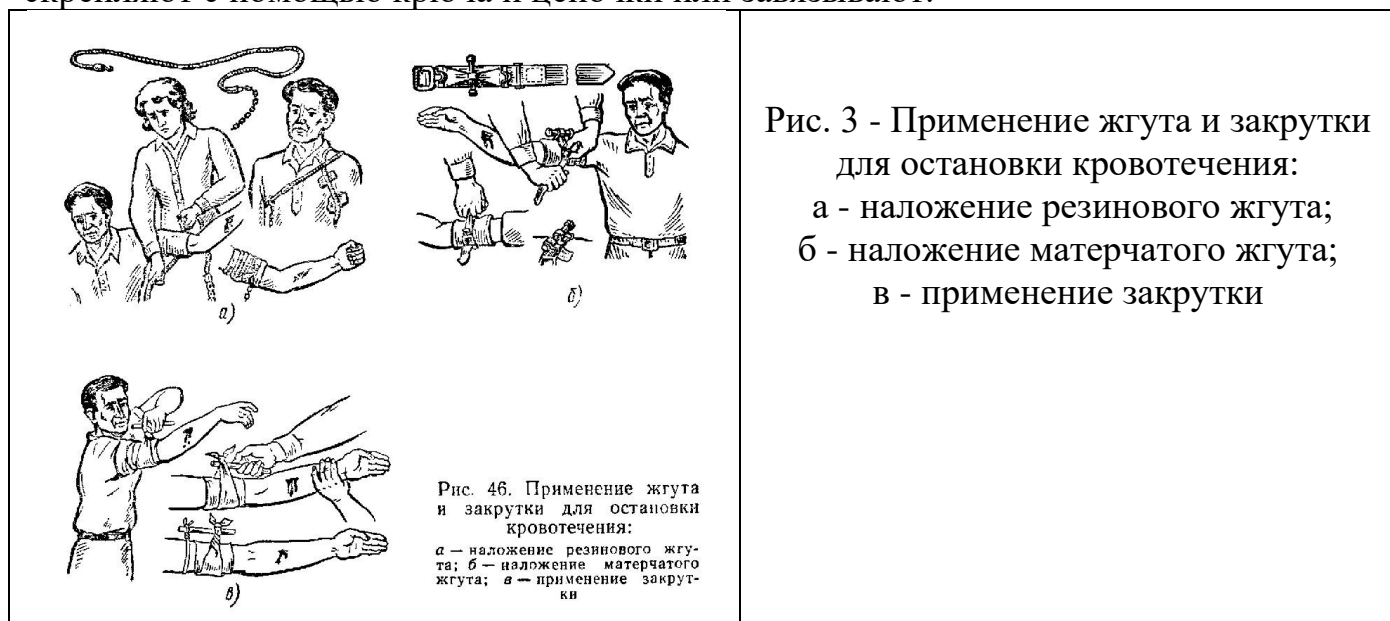 скрепляют с помощью крючка и цепочки или завязывают.
а)
б)
в)
Рис. 46. Применение жгута
и закрутки для остановки
кровотечения:
а — наложение резинового жгу-
та; б — наложение матерчатого
жгута; в — применение закрут-
ки
Рис. 3 - Применение жгута и закрутки
для остановки кровотечения:
а - наложение резинового жгута;
б - наложение матерчатого жгута;
в - применение закрутки